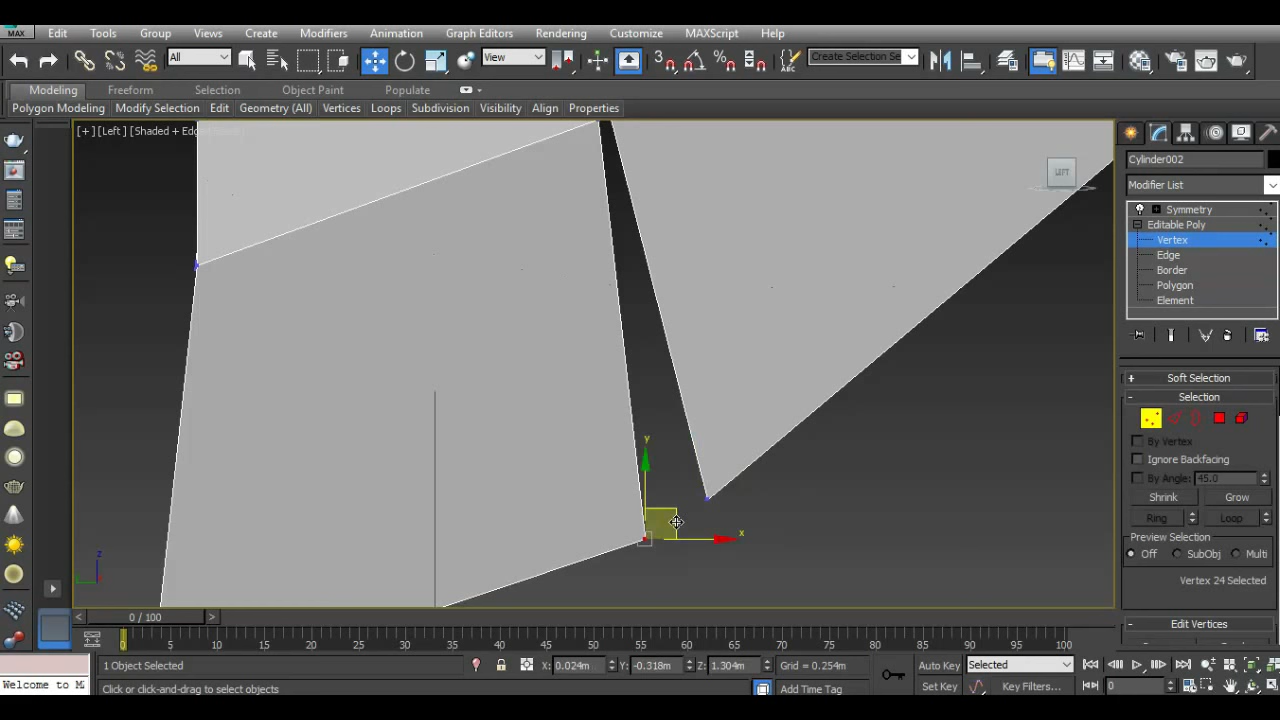 MAX Edit Tools Group Views Create Modifiers Animation Graph Editors Rendering Customize MAXScript Help
All View 3 Create Selection Se
Modeling Freeform Selection Object Paint Populate
Polygon Modeling Modify Selection Edit Geometry (All) Vertices Loops Subdivision Visibility Align Properties
[+] [Left] [Shaded + Edg
LEFT
Cylinder002
Modifier List
Symmetry
Editable Poly
Vertex
Edge
Border
Polygon
Element
+ Soft Selection
- Selection
By Vertex
Ignore Backfacing
By Angle: 45.0
Shrink Grow
Ring Loop
Preview Selection
Off SubObj Multi
Vertex 24 Selected
- Edit Vertices
y
x
z
< 0 / 100 >
0 5 10 15 20 25 30 35 40 45 50 55 60 65 70 75 80 85 90 95 100
1 Object Selected X: 0.024m Y: -0.318m Z: 1.304m Grid = 0.254m Auto Key Selected
Welcome to M Click or click-and-drag to select objects Add Time Tag Set Key Key Filters... 0